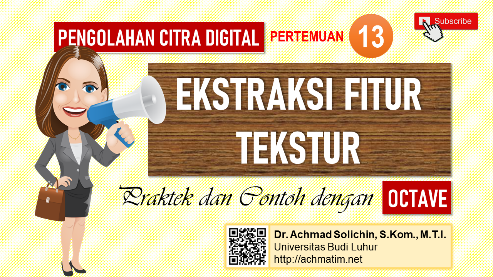 PENGOLAHAN CITRA DIGITAL PERTEMUAN 13
Subscribe
EKSTRAKSI FITUR
TEKSTUR
Praktek dan Contoh dengan OCTAVE
Dr. Achmad Solichin, S.Kom., M.T.I.
Universitas Budi Luhur
http://achmatim.net